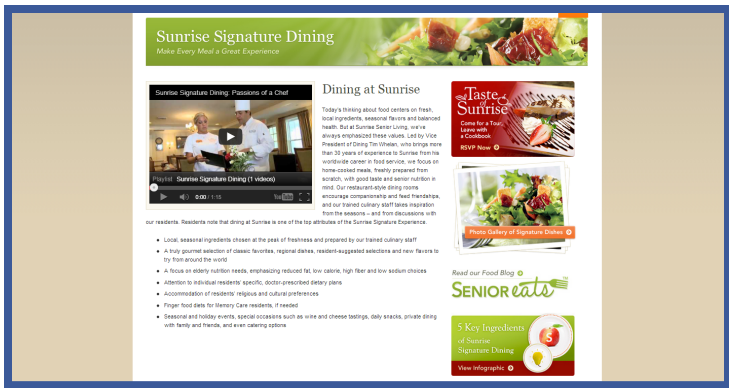 Sunrise Signature Dining
Make Every Meal a Great Experience
Sunrise Signature Dining: Passions of a Chef
Playlist Sunrise Signature Dining (1 videos)
0:00 / 1:15
YouTube
Dining at Sunrise
Today's thinking about food centers on fresh,
local ingredients, seasonal flavors and balanced
health. But at Sunrise Senior Living, we've
always emphasized these values. Led by Vice
President of Dining Tim Whelan, who brings more
than 30 years of experience to Sunrise from his
worldwide career in food service, we focus on
home-cooked meals, freshly prepared from
scratch, with good taste and senior nutrition in
mind. Our restaurant-style dining rooms
encourage companionship and feed friendships,
and our trained culinary staff takes inspiration
from the seasons – and from discussions with
our residents. Residents note that dining at Sunrise is one of the top attributes of the Sunrise Signature Experience.
Local, seasonal ingredients chosen at the peak of freshness and prepared by our trained culinary staff
A truly gourmet selection of classic favorites, regional dishes, resident-suggested selections and new flavors to
try from around the world
A focus on elderly nutrition needs, emphasizing reduced fat, low calorie, high fiber and low sodium choices
Attention to individual residents' specific, doctor-prescribed dietary plans
Accommodation of residents' religious and cultural preferences
Finger food diets for Memory Care residents, if needed
Seasonal and holiday events, special occasions such as wine and cheese tastings, daily snacks, private dining
with family and friends, and even catering options
Taste
of
Sunrise
Come for a Tour,
Leave with
a Cookbook
RSVP Now
Photo Gallery of Signature Dishes
Read our Food Blog
SENIOR eats
5 Key Ingredients
of Sunrise
Signature Dining
5
View Infographic